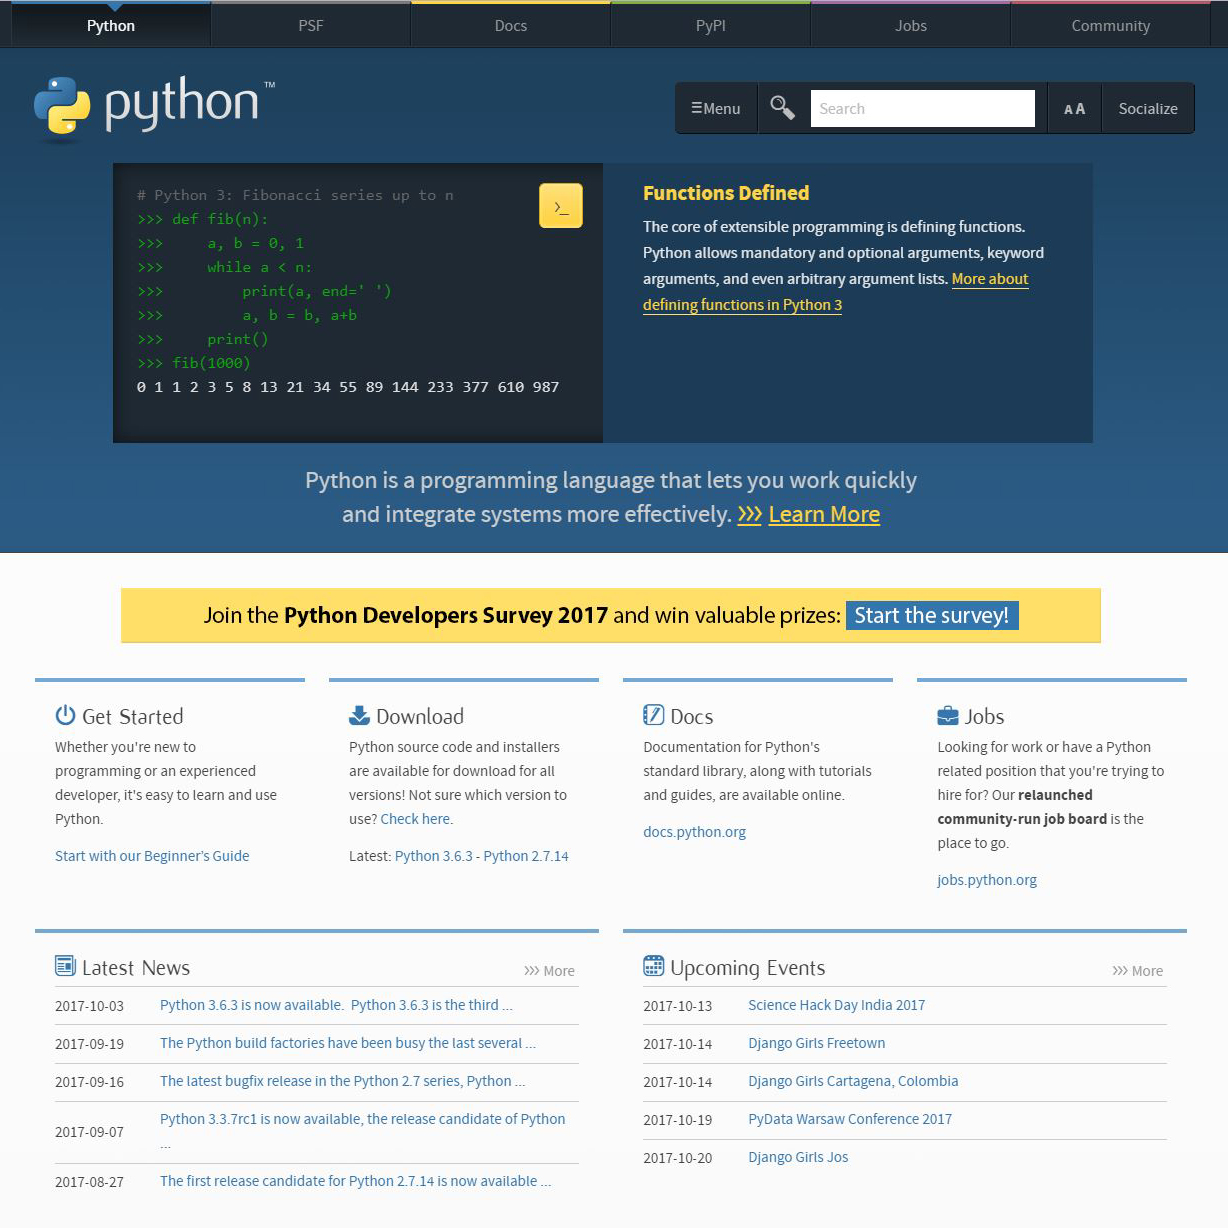 Python
PSF
Docs
PyPI
Jobs
Community
python™
☰Menu
Search
A A
Socialize
# Python 3: Fibonacci series up to n
>>> def fib(n):
>>>     a, b = 0, 1
>>>     while a < n:
>>>         print(a, end=' ')
>>>         a, b = b, a+b
>>>     print()
>>> fib(1000)
0 1 1 2 3 5 8 13 21 34 55 89 144 233 377 610 987
>_
Functions Defined
The core of extensible programming is defining functions.
Python allows mandatory and optional arguments, keyword
arguments, and even arbitrary argument lists. More about
defining functions in Python 3
Python is a programming language that lets you work quickly
and integrate systems more effectively. >>> Learn More
Join the Python Developers Survey 2017 and win valuable prizes: Start the survey!
Get Started
Whether you're new to
programming or an experienced
developer, it's easy to learn and use
Python.
Start with our Beginner’s Guide
Download
Python source code and installers
are available for download for all
versions! Not sure which version to
use? Check here.
Latest: Python 3.6.3 - Python 2.7.14
Docs
Documentation for Python's
standard library, along with tutorials
and guides, are available online.
docs.python.org
Jobs
Looking for work or have a Python
related position that you're trying to
hire for? Our relaunched
community-run job board is the
place to go.
jobs.python.org
Latest News
>>> More
2017-10-03 Python 3.6.3 is now available.  Python 3.6.3 is the third ...
2017-09-19 The Python build factories have been busy the last several ...
2017-09-16 The latest bugfix release in the Python 2.7 series, Python ...
2017-09-07 Python 3.3.7rc1 is now available, the release candidate of Python
...
2017-08-27 The first release candidate for Python 2.7.14 is now available ...
Upcoming Events
>>> More
2017-10-13 Science Hack Day India 2017
2017-10-14 Django Girls Freetown
2017-10-14 Django Girls Cartagena, Colombia
2017-10-19 PyData Warsaw Conference 2017
2017-10-20 Django Girls Jos